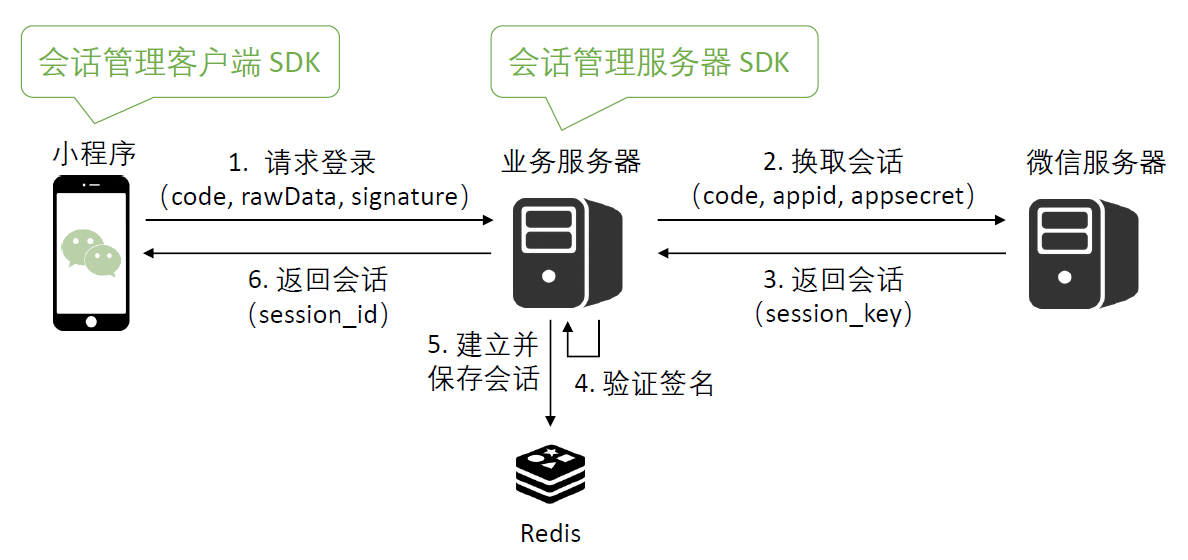 会话管理客户端 SDK
会话管理服务器 SDK
小程序
1. 请求登录
(code, rawData, signature)
业务服务器
2. 换取会话
(code, appid, appsecret)
微信服务器
6. 返回会话
(session_id)
3. 返回会话
(session_key)
5. 建立并
保存会话
4. 验证签名
Redis